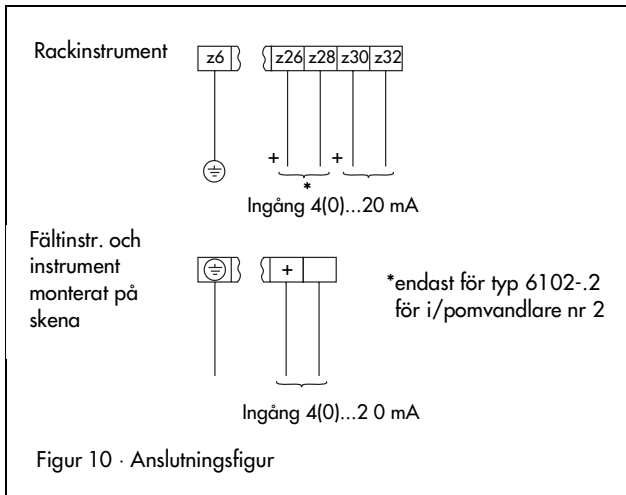 Rackinstrument
z6 z26 z28 z30 z32
+ +
*
Ingång 4(0)...20 mA
Fältinstr. och
instrument
monterat på
skena
+
*endast för typ 6102-.2
för i/pomvandlare nr 2
Ingång 4(0)...2 0 mA
Figur 10 · Anslutningsfigur